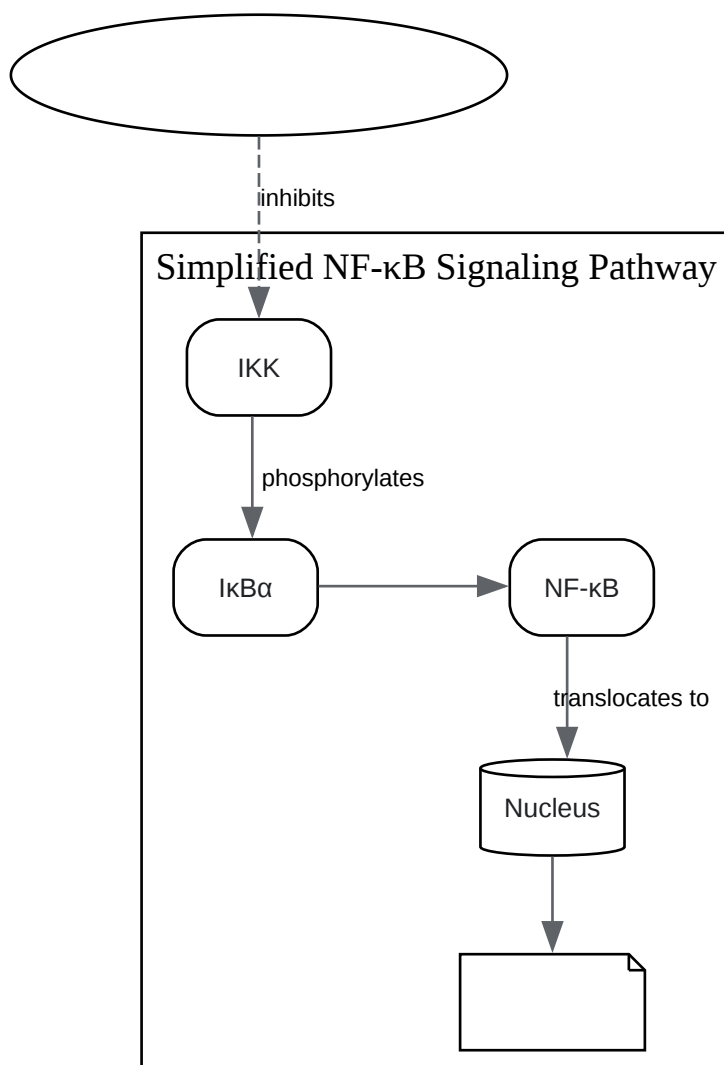 inhibits
Simplified NF-κB Signaling Pathway
IKK
phosphorylates
IκBα
NF-κB
translocates to
Nucleus